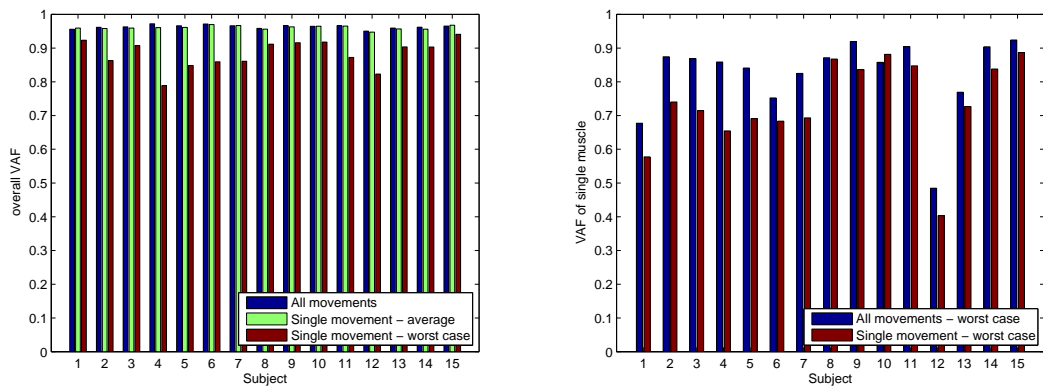 1
0.9
0.8
0.7
0.6
0.5
0.4
0.3
0.2
0.1
0
overall VAF
All movements
Single movement – average
Single movement – worst case
1 2 3 4 5 6 7 8 9 10 11 12 13 14 15
Subject
1
0.9
0.8
0.7
0.6
0.5
0.4
0.3
0.2
0.1
0
VAF of single muscle
All movements – worst case
Single movement – worst case
1 2 3 4 5 6 7 8 9 10 11 12 13 14 15
Subject